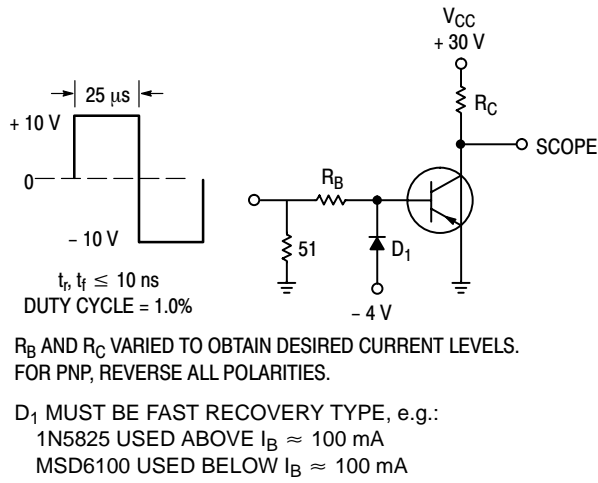 V_CC
+ 30 V
25 μs
+ 10 V
R_C
SCOPE
R_B
0
51
D_1
– 10 V
– 4 V
t_r, t_f ≤ 10 ns
DUTY CYCLE = 1.0%
R_B AND R_C VARIED TO OBTAIN DESIRED CURRENT LEVELS.
FOR PNP, REVERSE ALL POLARITIES.
D_1 MUST BE FAST RECOVERY TYPE, e.g.:
1N5825 USED ABOVE I_B ≈ 100 mA
MSD6100 USED BELOW I_B ≈ 100 mA